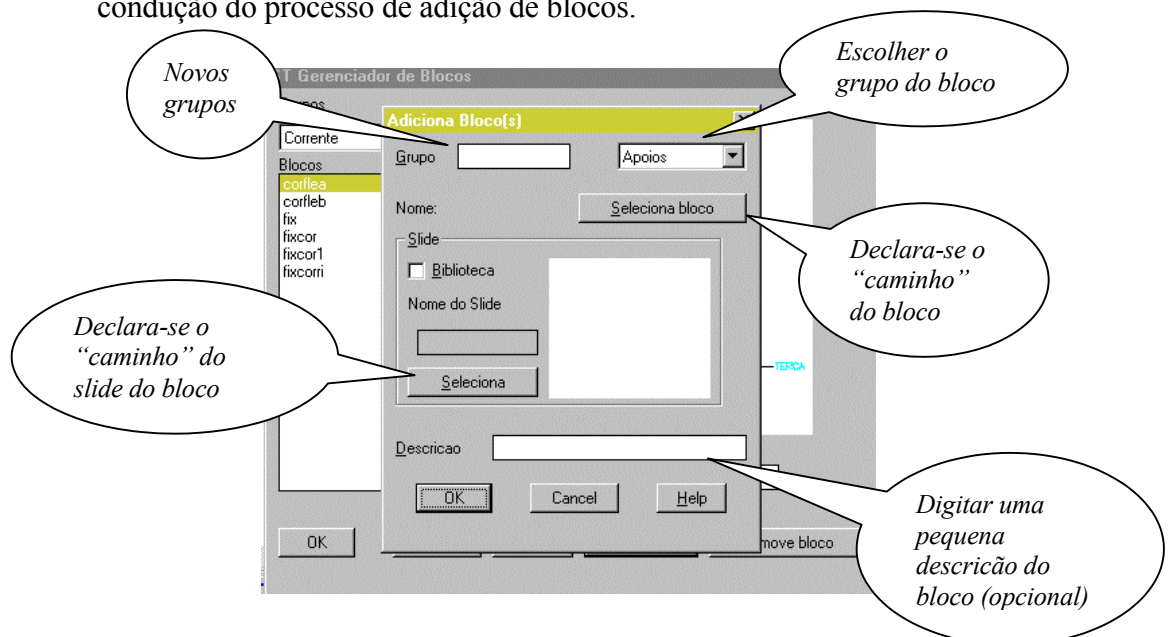 condução do processo de adição de blocos.
Novos
grupos
Escolher o
grupo do bloco
T Gerenciador de Blocos
Adiciona Bloco(s)
Corrente
Grupo
Apoios
Blocos
corflea
corfleb
fix
fixcor
fixcor1
fixcorri
Nome:
Seleciona bloco
Slide
Biblioteca
Nome do Slide
Declara-se o
“caminho”
do bloco
Declara-se o
“caminho” do
slide do bloco
Seleciona
TERCA
Descricao
OK
Cancel
Help
Digitar uma
pequena
descricão do
bloco (opcional)
OK
move bloco